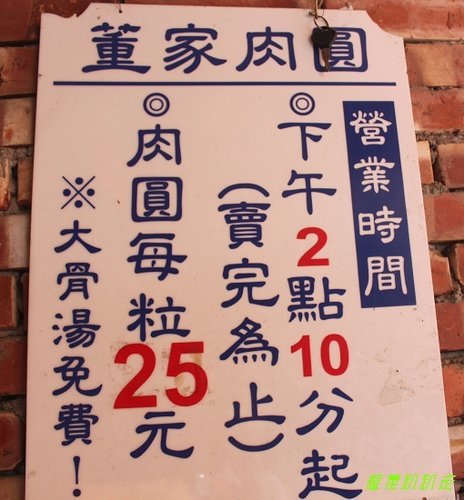 董家肉圓
營業時間
◎下午2點10分起
(賣完為止)
◎肉圓每粒25元
※大骨湯免費！